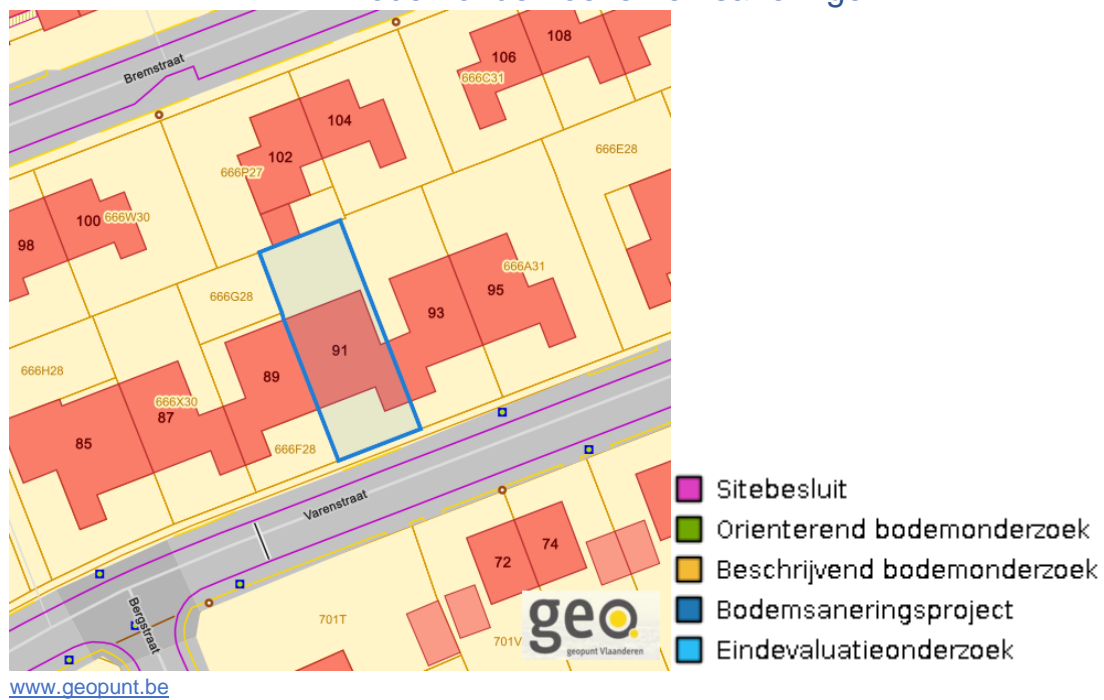 Bremstraat
106
108
666C31
104
102
666P27
666E28
100
666W30
98
666A31
95
666G28
93
91
89
666H28
666X30
87
85
666F28
Varenstraat
72
74
Bergstraat
701T
701V
geo
geopunt Vlaanderen
Sitebesluit
Orienterend bodemonderzoek
Beschrijvend bodemonderzoek
Bodemsaneringsproject
Eindevaluatieonderzoek
www.geopunt.be